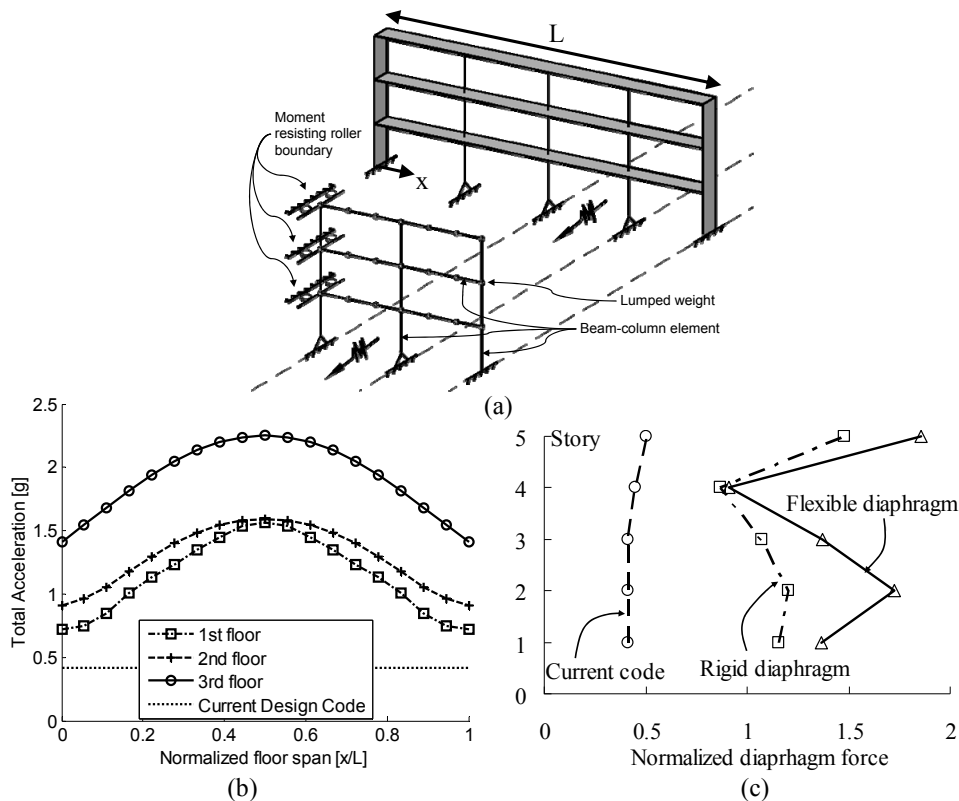 L
Moment
resisting roller
boundary
x
Lumped weight
Beam-column element
(a)
2.5
2
1.5
1
0.5
0
Total Acceleration [g]
1st floor
2nd floor
3rd floor
Current Design Code
0
0.2
0.4
0.6
0.8
1
Normalized floor span [x/L]
(b)
5
4
3
2
1
0
Story
Flexible diaphragm
Current code
Rigid diaphragm
0
0.5
1
1.5
2
Normalized diaprhagm force
(c)